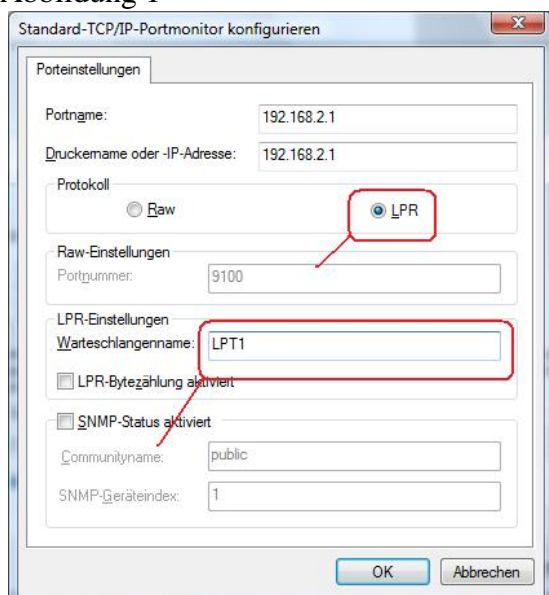 Abbildung 1
Standard-TCP/IP-Portmonitor konfigurieren
Porteinstellungen
Portname: 192.168.2.1
Druckername oder -IP-Adresse: 192.168.2.1
Protokoll
Raw LPR
Raw-Einstellungen
Portnummer: 9100
LPR-Einstellungen
Warteschlangenname: LPT1
LPR-Bytezählung aktiviert
SNMP-Status aktiviert
Communityname: public
SNMP-Geräteindex: 1
OK Abbrechen